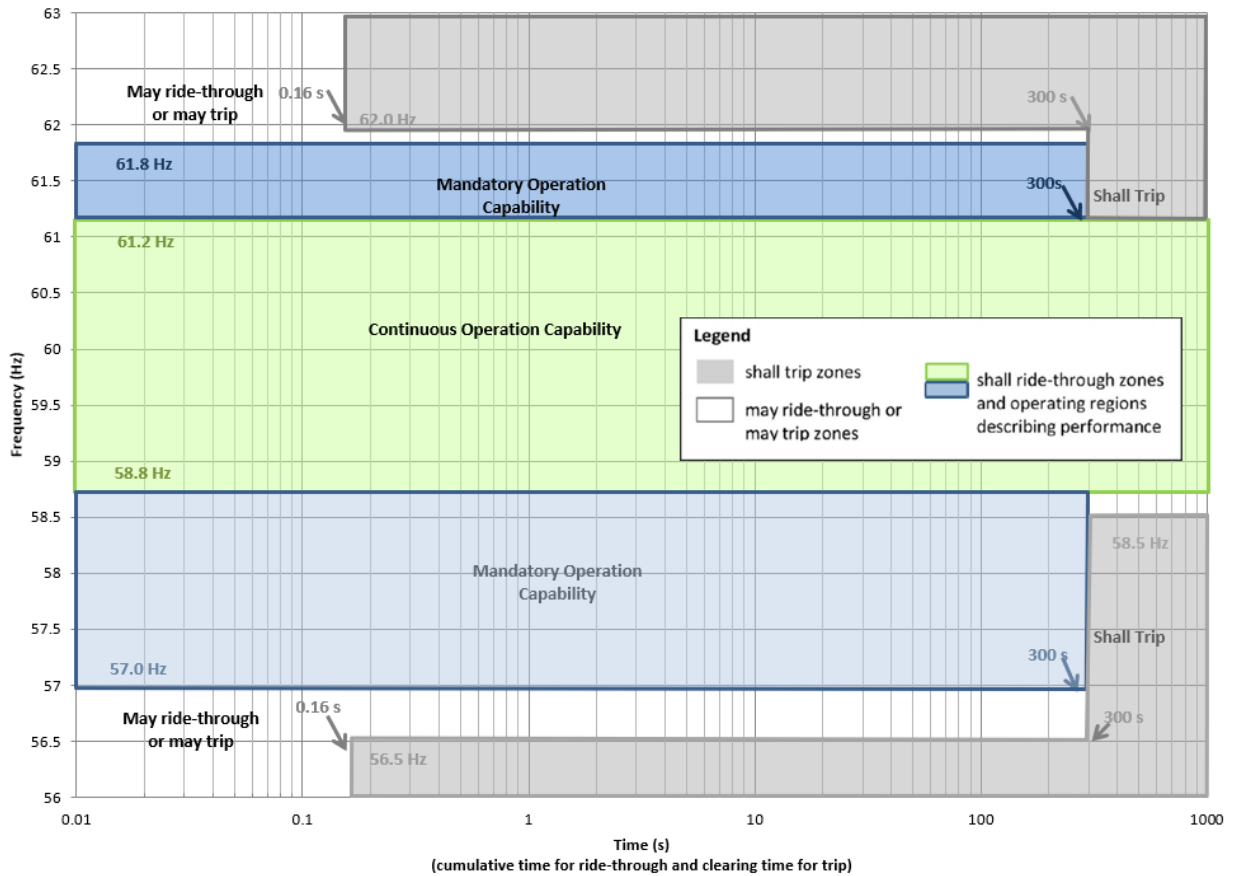 63
62.5
62
61.5
61
60.5
60
59.5
59
58.5
58
57.5
57
56.5
56
Frequency (Hz)
May ride-through
or may trip
0.16 s
62.0 Hz
300 s
61.8 Hz
Mandatory Operation
Capability
300s
Shall Trip
61.2 Hz
Continuous Operation Capability
Legend
shall trip zones
may ride-through or
may trip zones
shall ride-through zones
and operating regions
describing performance
58.8 Hz
58.5 Hz
Mandatory Operation
Capability
Shall Trip
57.0 Hz
300 s
May ride-through
or may trip
0.16 s
300 s
56.5 Hz
0.01
0.1
1
10
100
1000
Time (s)
(cumulative time for ride-through and clearing time for trip)